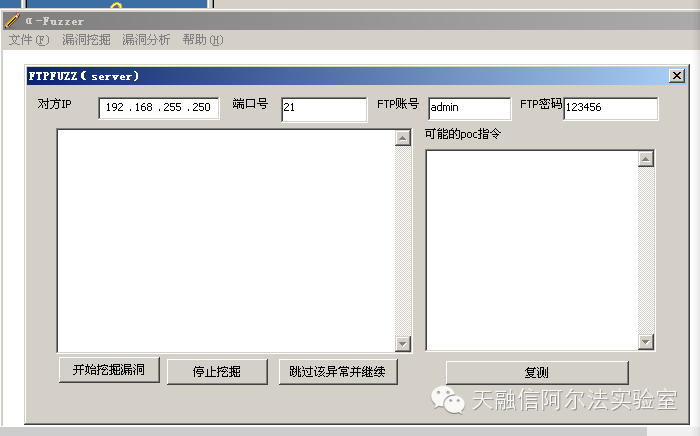 α-Fuzzer
文件(F) 漏洞挖掘 漏洞分析 帮助(H)
FTPFUZZ( server)
对方IP 192 .168 .255 .250 端口号 21 FTP账号 admin FTP密码 123456
可能的poc指令
开始挖掘漏洞 停止挖掘 跳过该异常并继续 复测
天融信阿尔法实验室